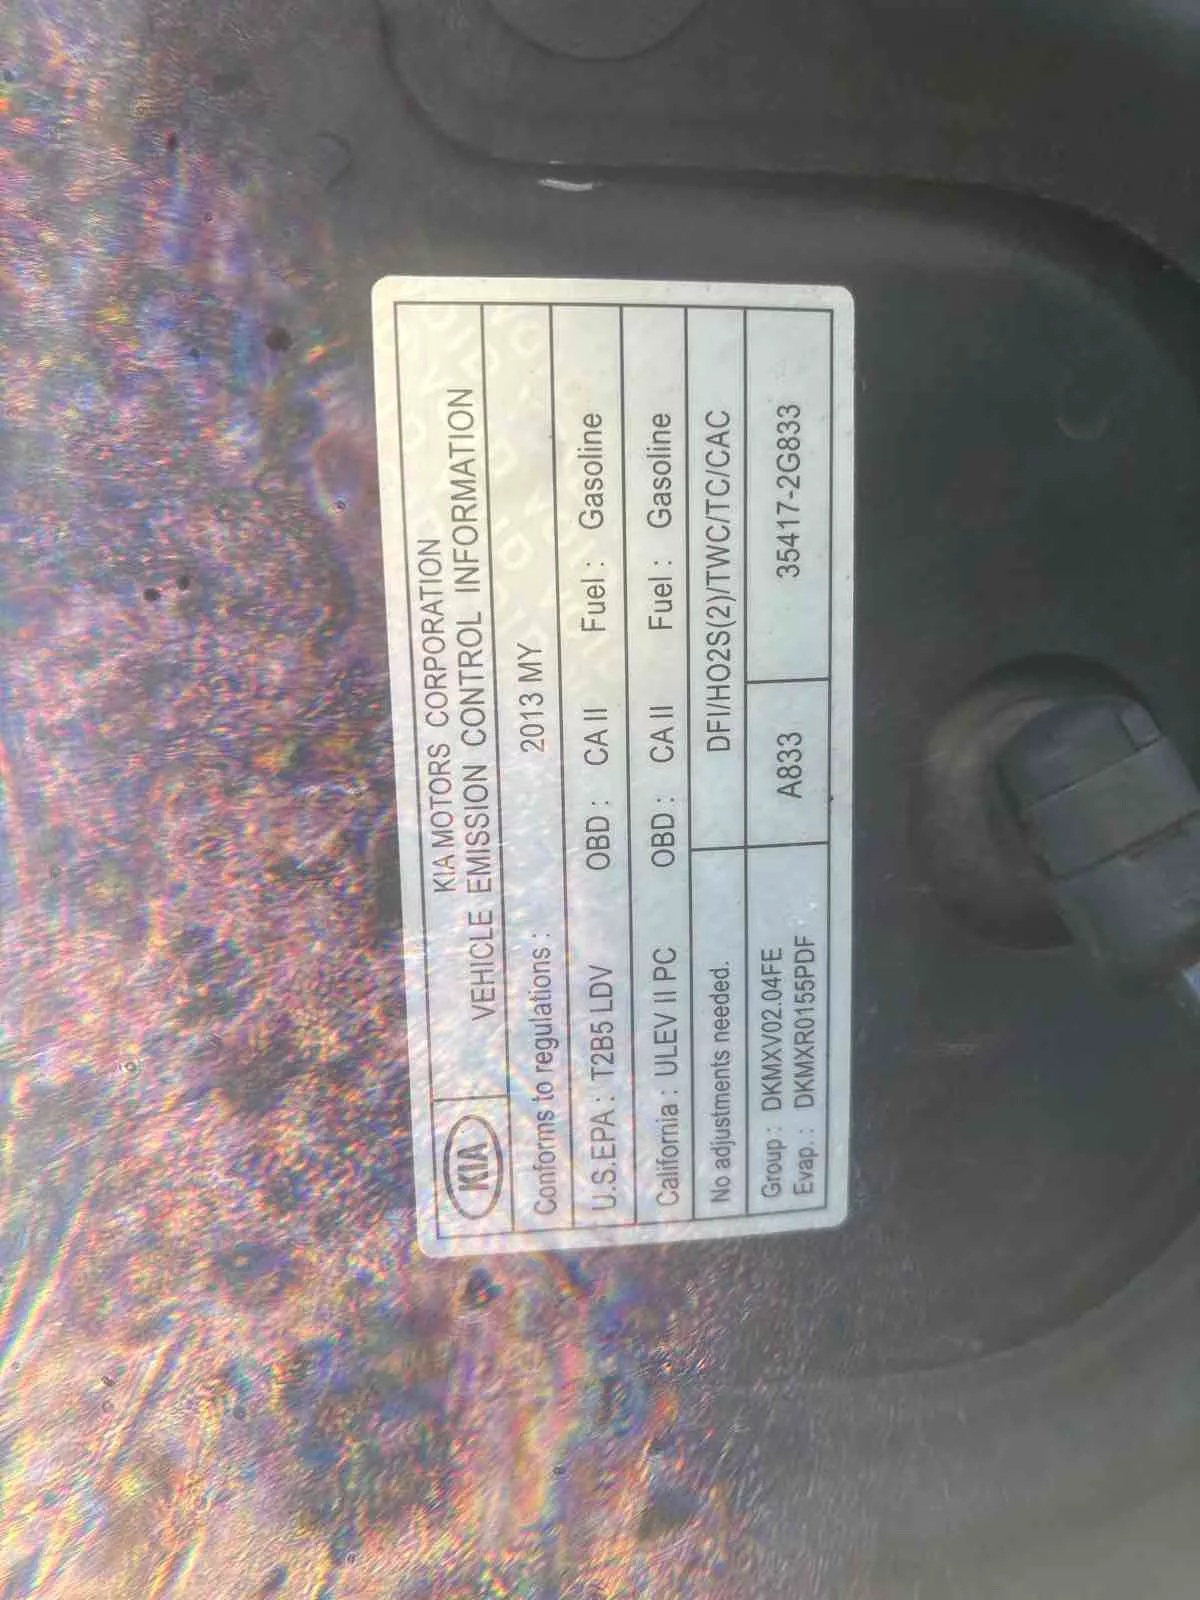 KIA
KIA MOTORS CORPORATION
VEHICLE EMISSION CONTROL INFORMATION
Conforms to regulations : 2013 MY
U.S.EPA : T2B5 LDV OBD : CA II Fuel : Gasoline
California : ULEV II PC OBD : CA II Fuel : Gasoline
No adjustments needed. DFI/HO2S(2)/TWC/TC/CAC
Group : DKMXV02.04FE
Evap. : DKMXR0155PDF
A833
35417-2G833